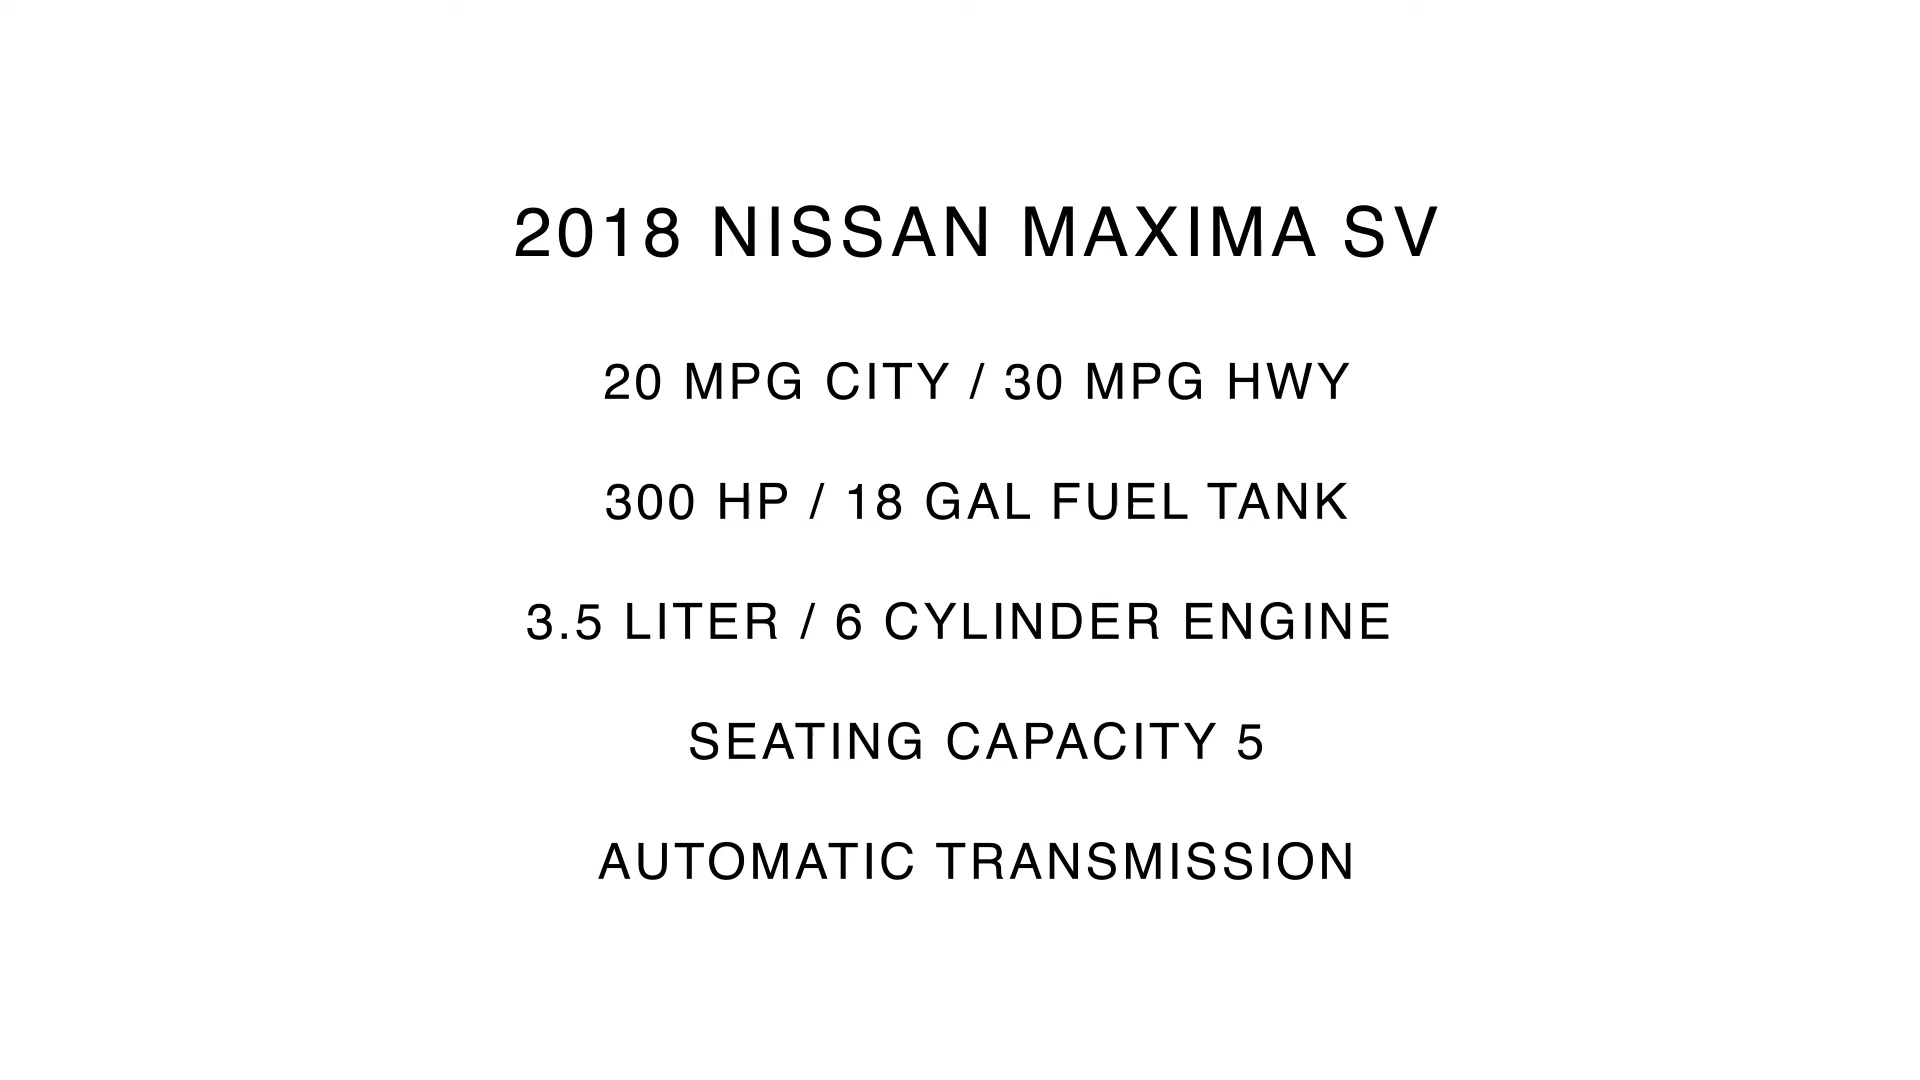 2018 NISSAN MAXIMA SV
20 MPG CITY / 30 MPG HWY
300 HP / 18 GAL FUEL TANK
3.5 LITER / 6 CYLINDER ENGINE
SEATING CAPACITY 5
AUTOMATIC TRANSMISSION